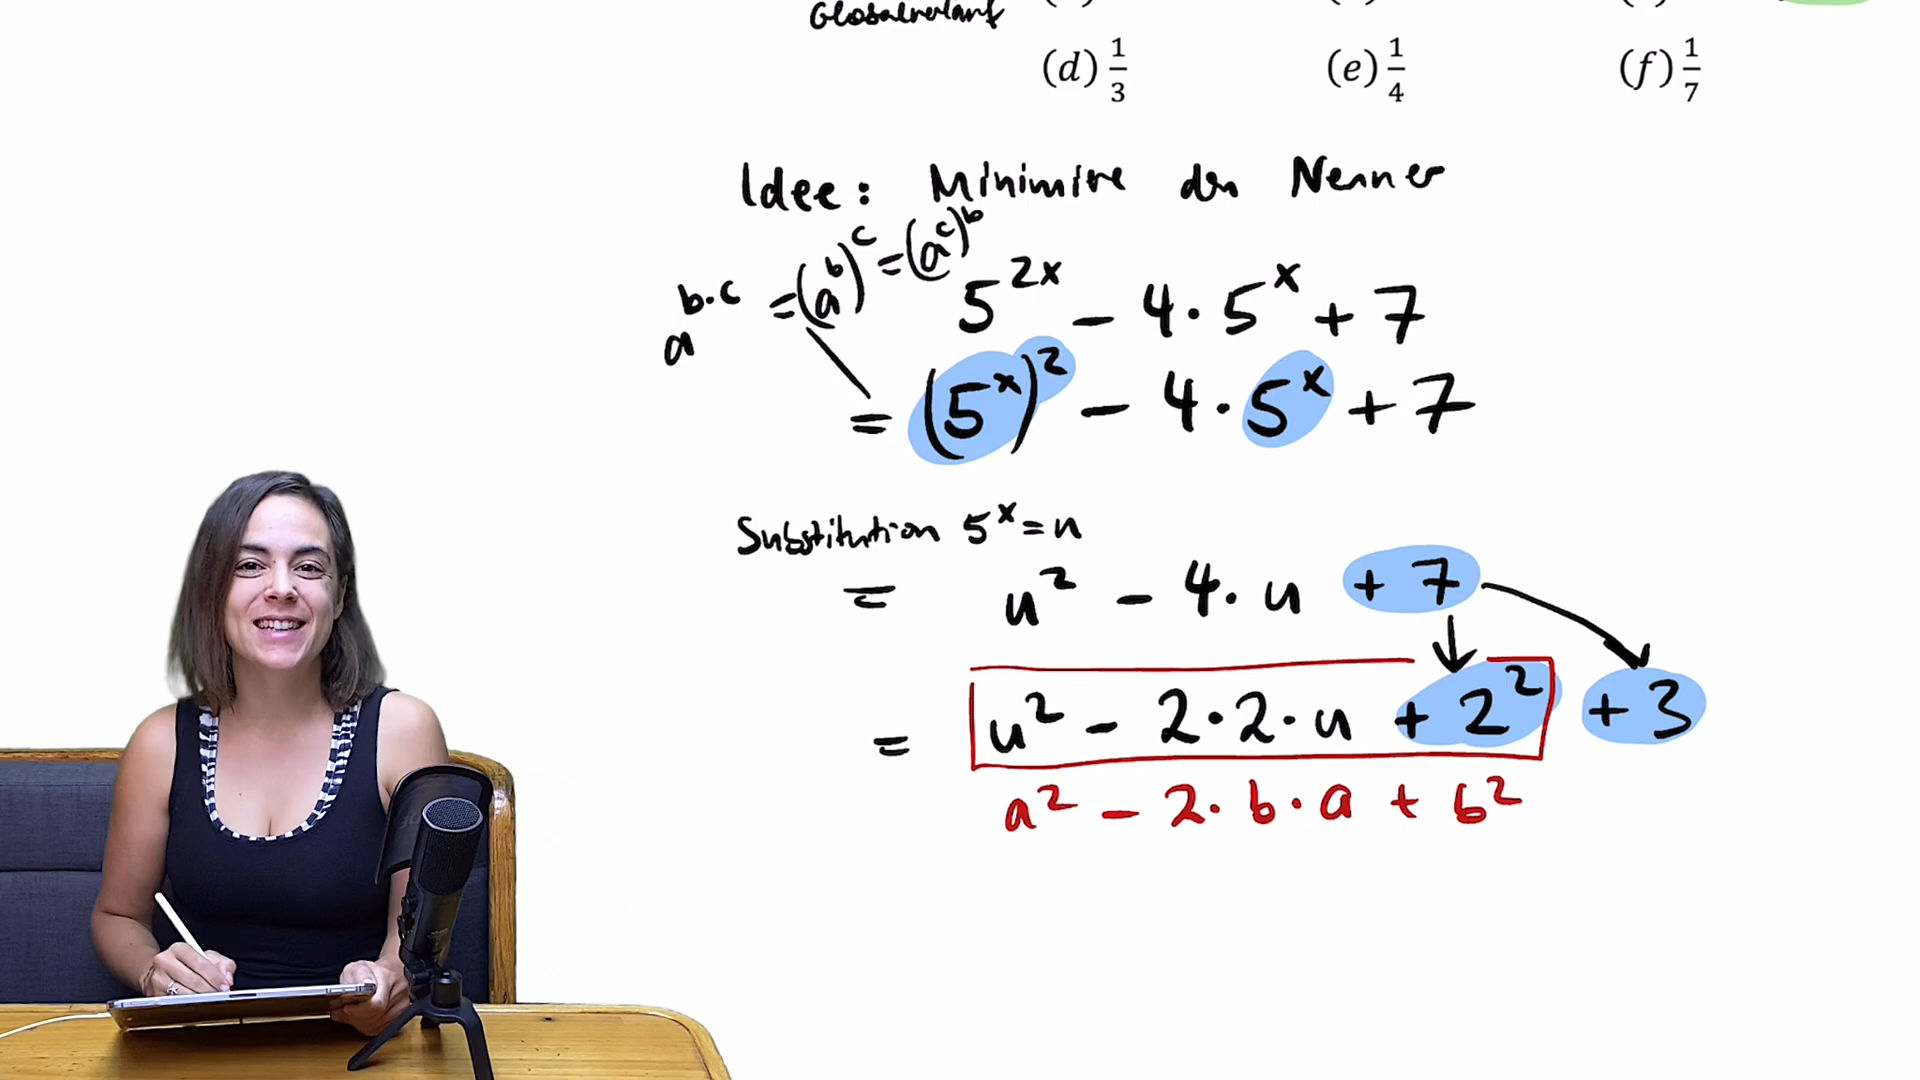 Globalverlauf
(d) 1/3 (e) 1/4 (f) 1/7
Idee: Minimiere den Nenner
a^{b·c} = (a^b)^c = (a^c)^b
5^{2x} - 4·5^x + 7
= (5^x)^2 - 4·5^x + 7
Substitution 5^x = u
= u^2 - 4·u + 7
= u^2 - 2·2·u + 2^2 + 3
a^2 - 2·b·a + b^2